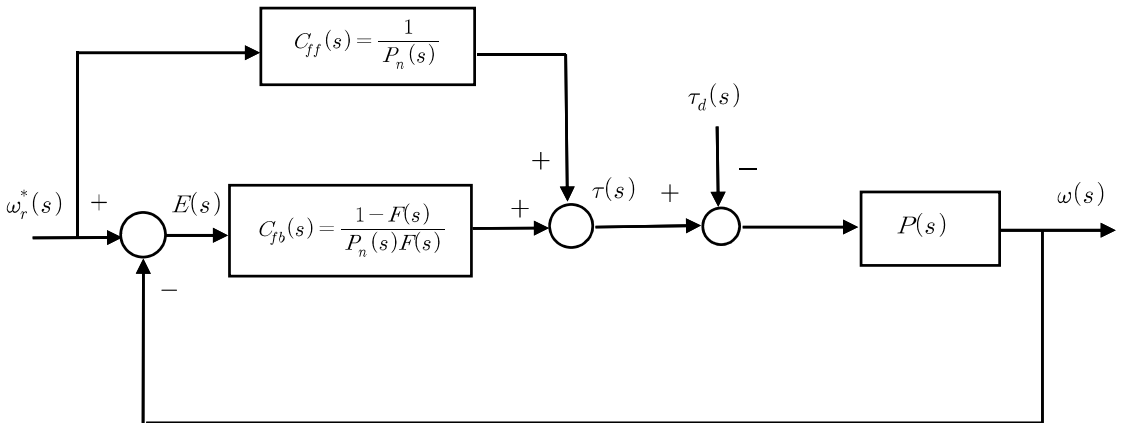 C_{ff}(s) = \frac{1}{P_n(s)}
τ_d(s)
+
−
ω_r^*(s)
+
E(s)
C_{fb}(s) = \frac{1-F(s)}{P_n(s)F(s)}
+
τ(s)
+
P(s)
ω(s)
−